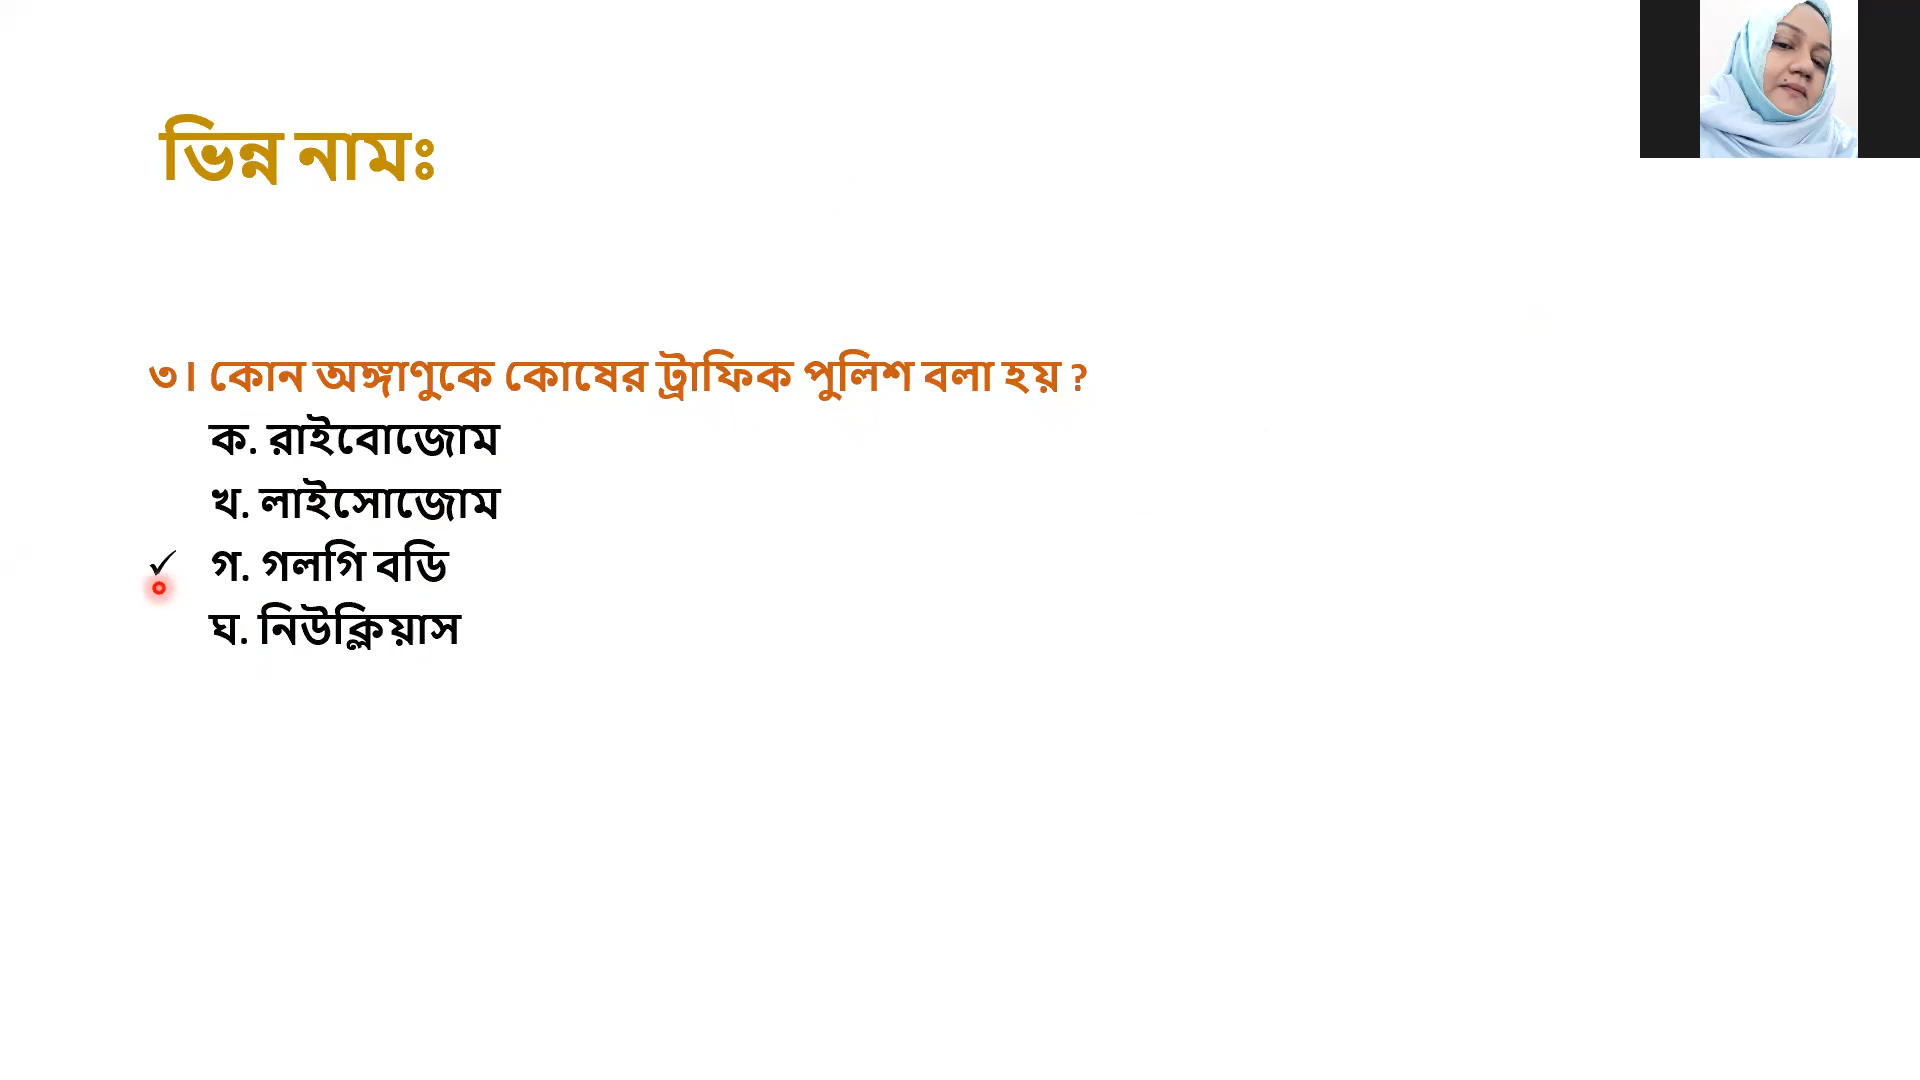 ভিন্ন নামঃ
৩। কোন অঙ্গাণুকে কোষের ট্রাফিক পুলিশ বলা হয় ?
ক. রাইবোজোম
খ. লাইসোজোম
✓ গ. গলগি বডি
ঘ. নিউক্লিয়াস